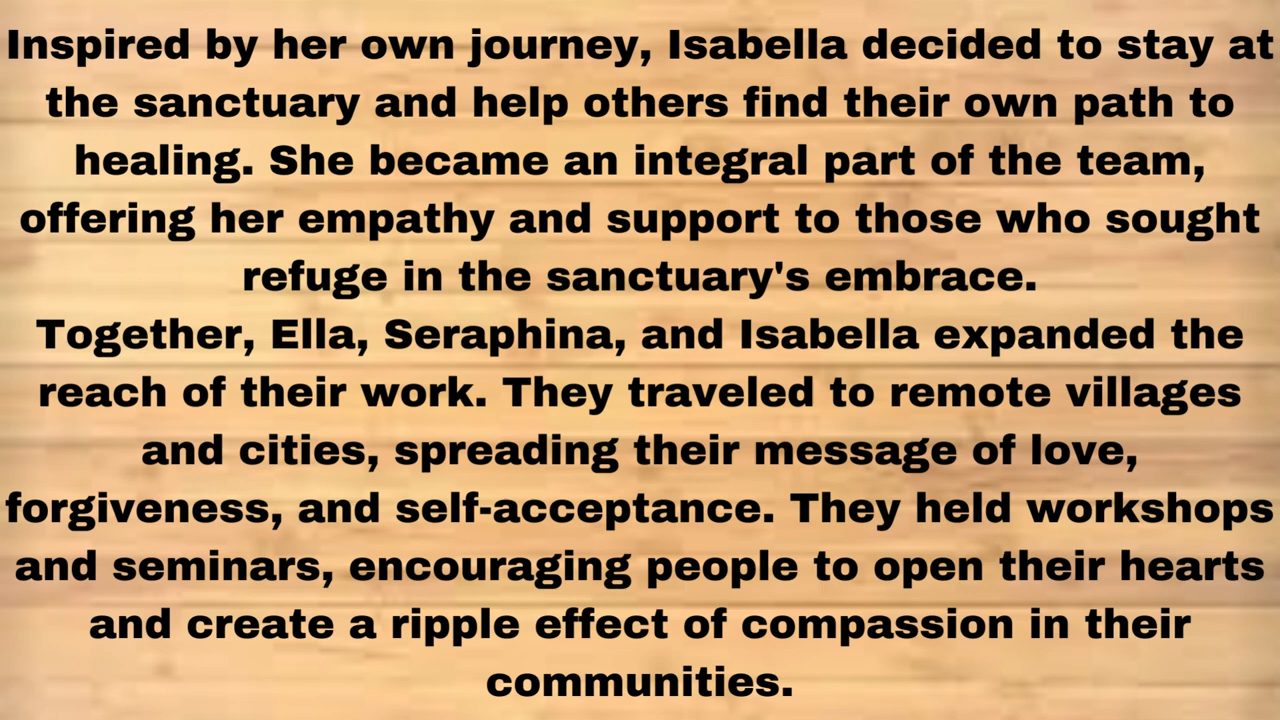 Inspired by her own journey, Isabella decided to stay at
the sanctuary and help others find their own path to
healing. She became an integral part of the team,
offering her empathy and support to those who sought
refuge in the sanctuary's embrace.
Together, Ella, Seraphina, and Isabella expanded the
reach of their work. They traveled to remote villages
and cities, spreading their message of love,
forgiveness, and self-acceptance. They held workshops
and seminars, encouraging people to open their hearts
and create a ripple effect of compassion in their
communities.